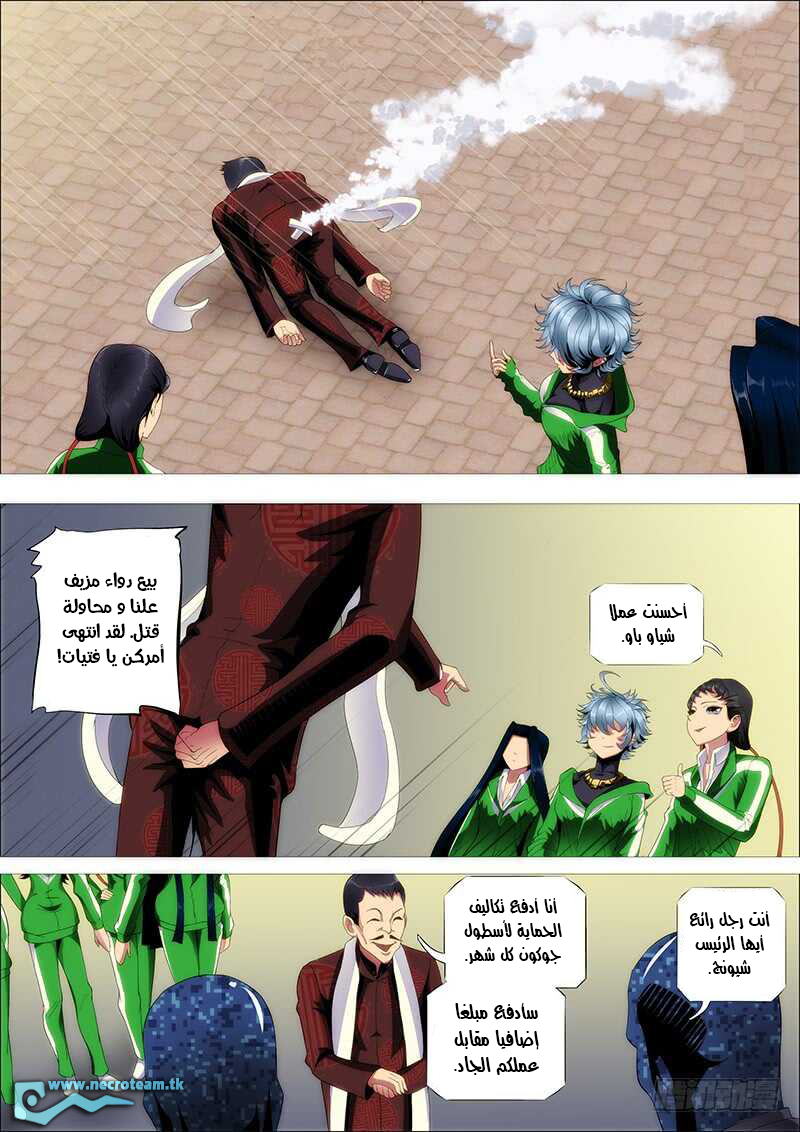 أحسنت عملا
شياو باو.
بيع دواء مزيف
علنا و محاولة
قتل. لقد انتهى
أمركن يا فتيات!
أنت رجل رائع
أيها الرئيس
شيونج.
أنا أدفع تكاليف
الحماية لأسطول
جوكون كل شهر.
سأدفع مبلغا
إضافيا مقابل
عملكم الجاد.
www.necroteam.tk